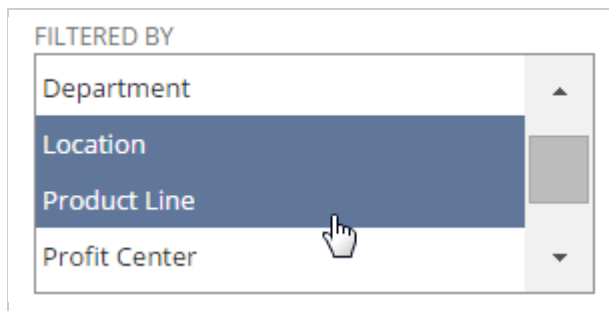 FILTERED BY
Department
Location
Product Line
Profit Center